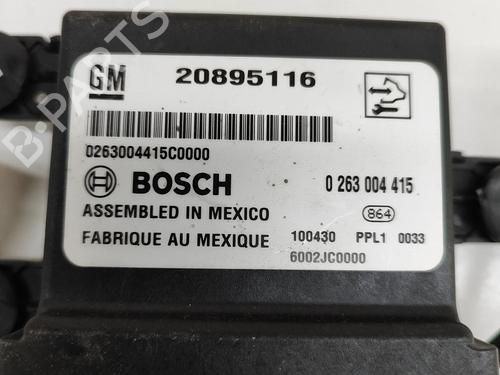 B-PARTS
GM 20895116
0263004415C0000
BOSCH 0 263 004 415
ASSEMBLED IN MEXICO 864
FABRIQUE AU MEXIQUE 100430 PPL1 0033
6002JC0000